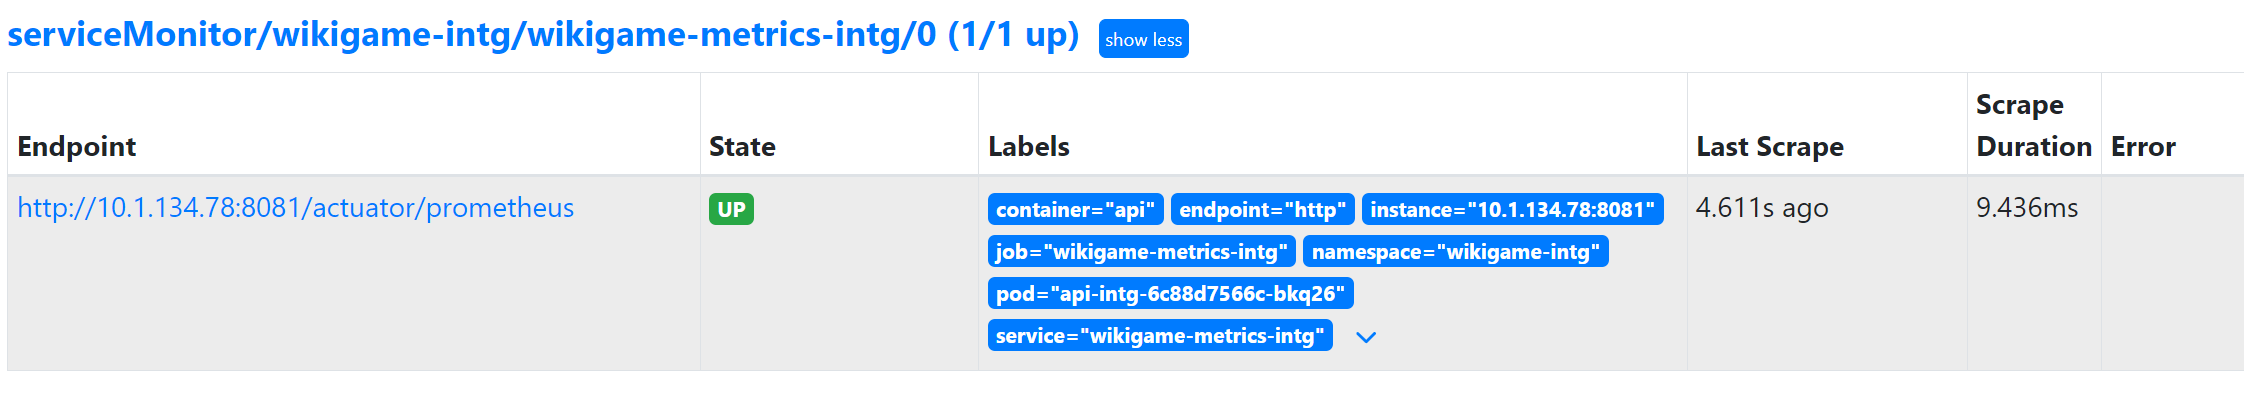 serviceMonitor/wikigame-intg/wikigame-metrics-intg/0 (1/1 up) show less
Endpoint State Labels Last Scrape Scrape Duration Error
http://10.1.134.78:8081/actuator/prometheus UP container="api" endpoint="http" instance="10.1.134.78:8081" 4.611s ago 9.436ms
job="wikigame-metrics-intg" namespace="wikigame-intg"
pod="api-intg-6c88d7566c-bkq26"
service="wikigame-metrics-intg"